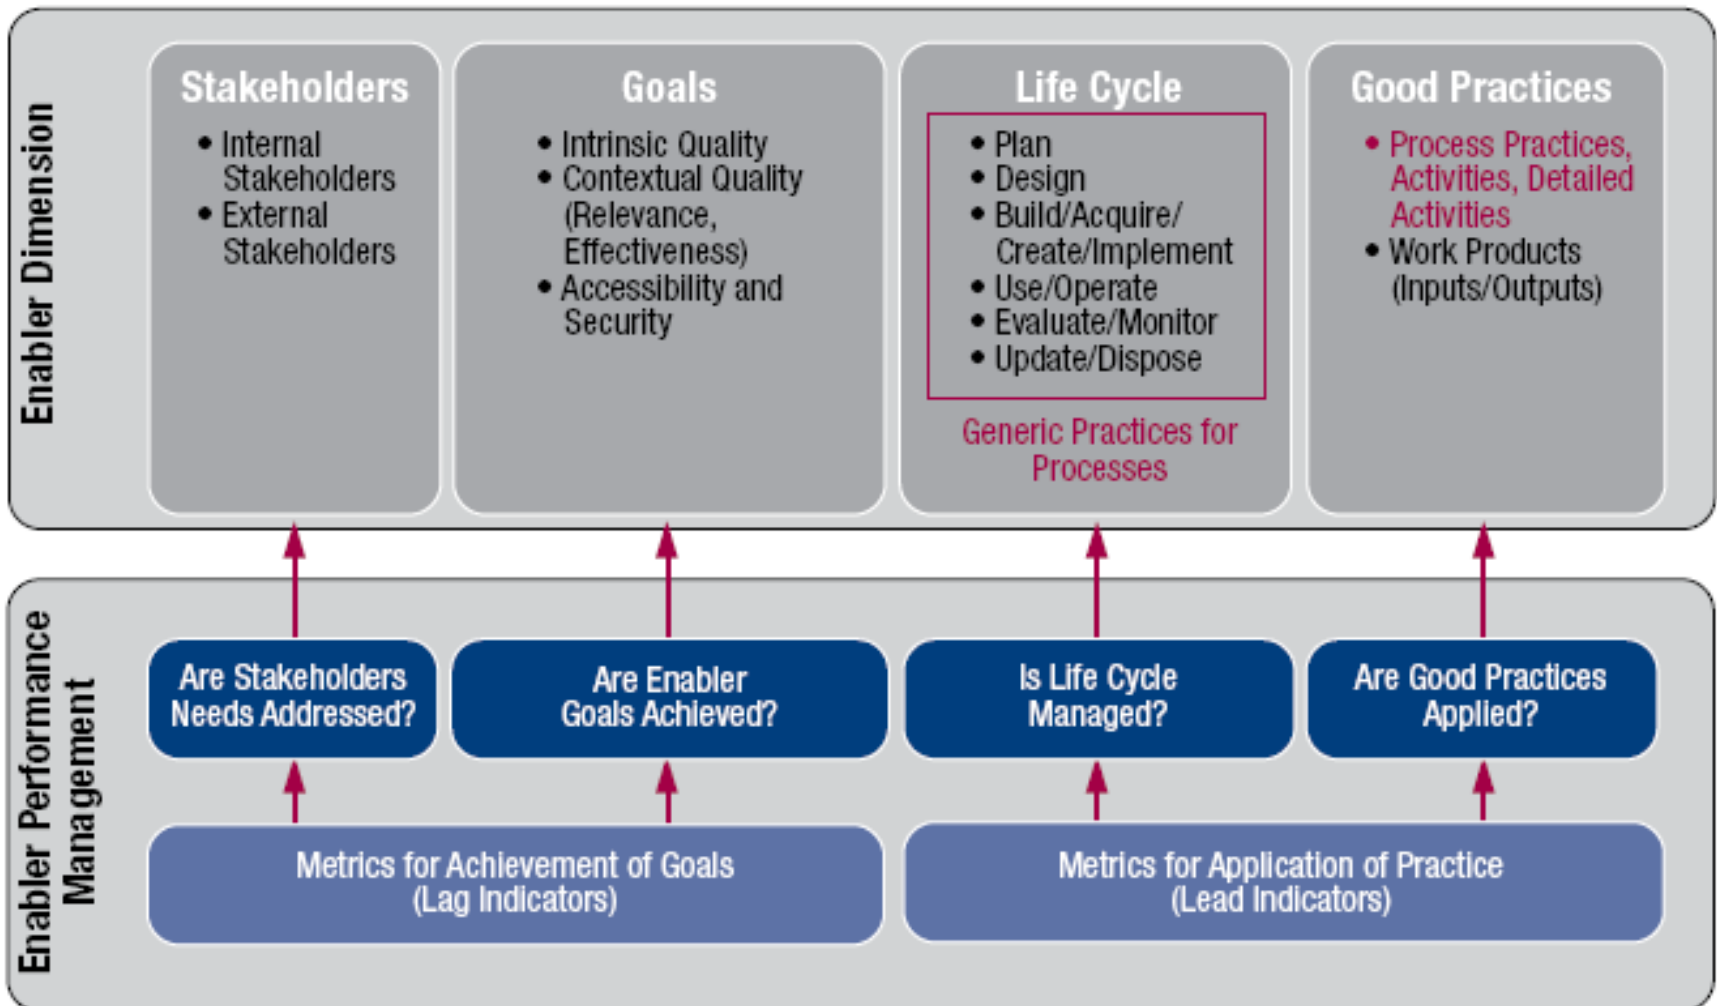 Enabler Dimension
Stakeholders
• Internal
Stakeholders
• External
Stakeholders
Goals
• Intrinsic Quality
• Contextual Quality
(Relevance,
Effectiveness)
• Accessibility and
Security
Life Cycle
• Plan
• Design
• Build/Acquire/
Create/Implement
• Use/Operate
• Evaluate/Monitor
• Update/Dispose
Generic Practices for
Processes
Good Practices
• Process Practices,
Activities, Detailed
Activities
• Work Products
(Inputs/Outputs)
Enabler Performance
Management
Are Stakeholders
Needs Addressed?
Are Enabler
Goals Achieved?
Is Life Cycle
Managed?
Are Good Practices
Applied?
Metrics for Achievement of Goals
(Lag Indicators)
Metrics for Application of Practice
(Lead Indicators)